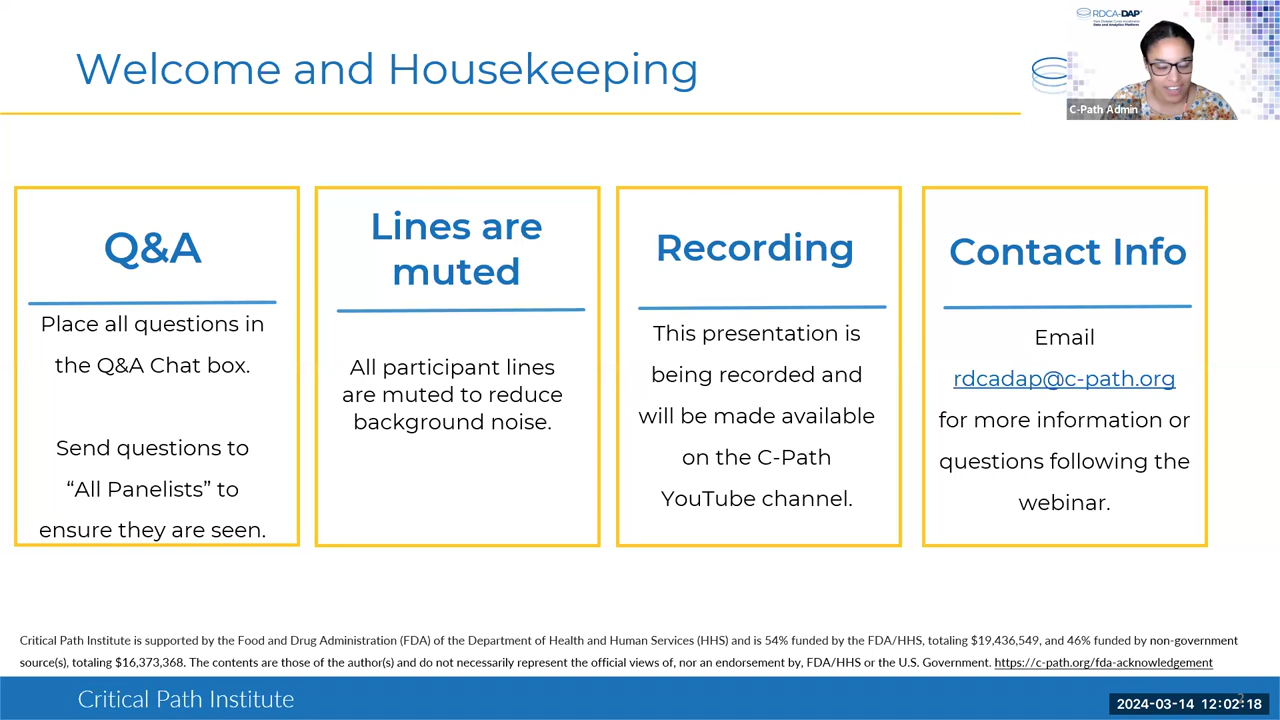 RDCA-DAP
Welcome and Housekeeping
C-Path Admin
Q&A
Place all questions in
the Q&A Chat box.
Send questions to
“All Panelists” to
ensure they are seen.
Lines are
muted
All participant lines
are muted to reduce
background noise.
Recording
This presentation is
being recorded and
will be made available
on the C-Path
YouTube channel.
Contact Info
Email
rdcadap@c-path.org
for more information or
questions following the
webinar.
Critical Path Institute is supported by the Food and Drug Administration (FDA) of the Department of Health and Human Services (HHS) and is 54% funded by the FDA/HHS, totaling $19,436,549, and 46% funded by non-government
source(s), totaling $16,373,368. The contents are those of the author(s) and do not necessarily represent the official views of, nor an endorsement by, FDA/HHS or the U.S. Government. https://c-path.org/fda-acknowledgement
Critical Path Institute
2024-03-14 12:02:18